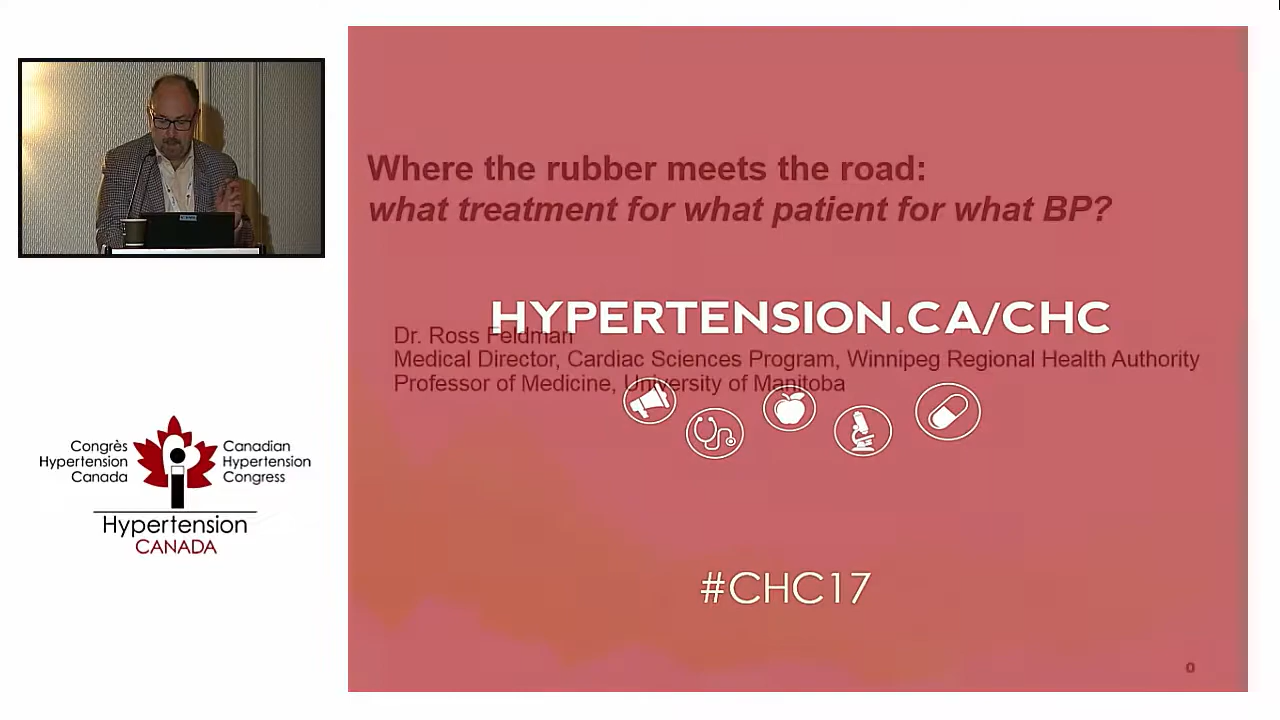 Where the rubber meets the road:
what treatment for what patient for what BP?
HYPERTENSION.CA/CHC
Dr. Ross Feldman
Medical Director, Cardiac Sciences Program, Winnipeg Regional Health Authority
Professor of Medicine, University of Manitoba
#CHC17
0
Congrès
Hypertension
Canada
Canadian
Hypertension
Congress
Hypertension
CANADA